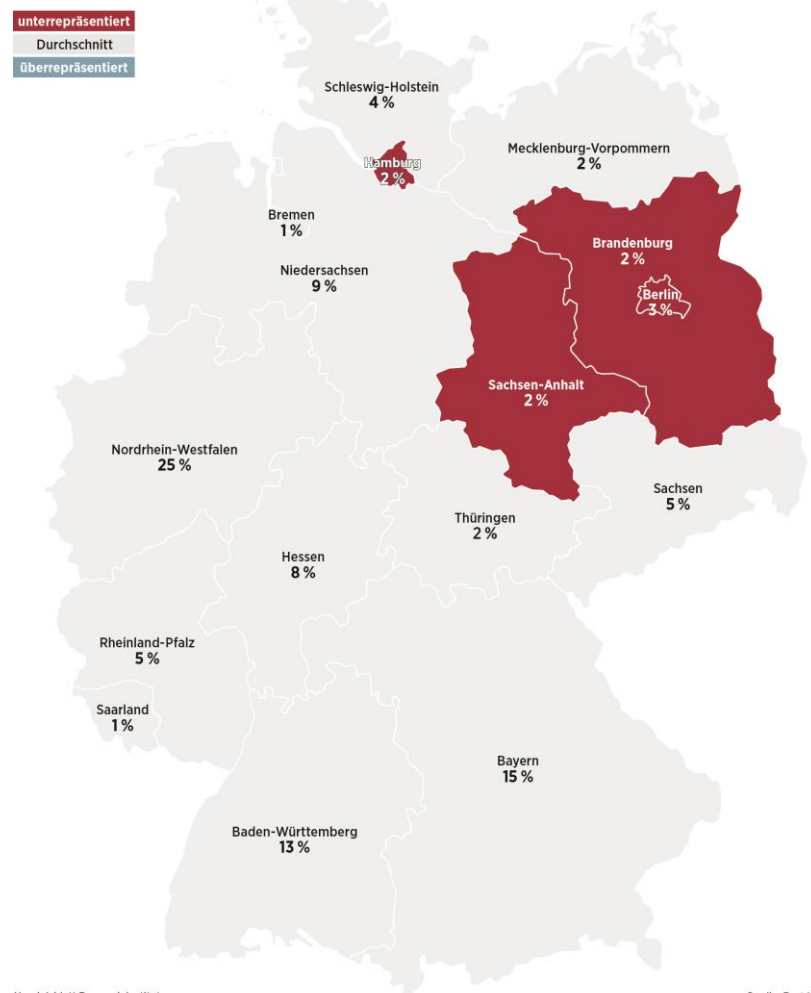 unterrepräsentiert
Durchschnitt
überrepräsentiert
Schleswig-Holstein
4 %
Hamburg
2 %
Mecklenburg-Vorpommern
2 %
Bremen
1 %
Niedersachsen
9 %
Brandenburg
2 %
Berlin
3 %
Sachsen-Anhalt
2 %
Nordrhein-Westfalen
25 %
Sachsen
5 %
Thüringen
2 %
Hessen
8 %
Rheinland-Pfalz
5 %
Saarland
1 %
Bayern
15 %
Baden-Württemberg
13 %